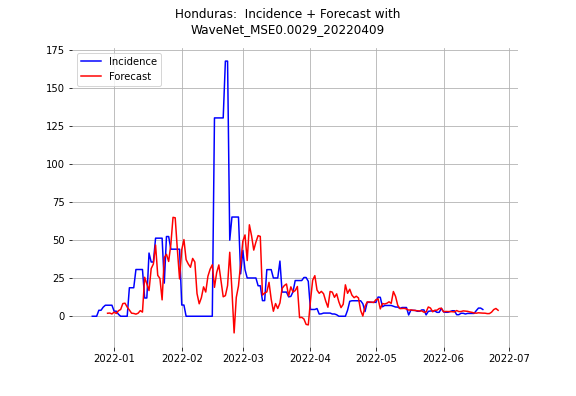 Honduras:  Incidence + Forecast with
WaveNet_MSE0.0029_20220409
Incidence
Forecast
175
150
125
100
75
50
25
0
2022-01 2022-02 2022-03 2022-04 2022-05 2022-06 2022-07